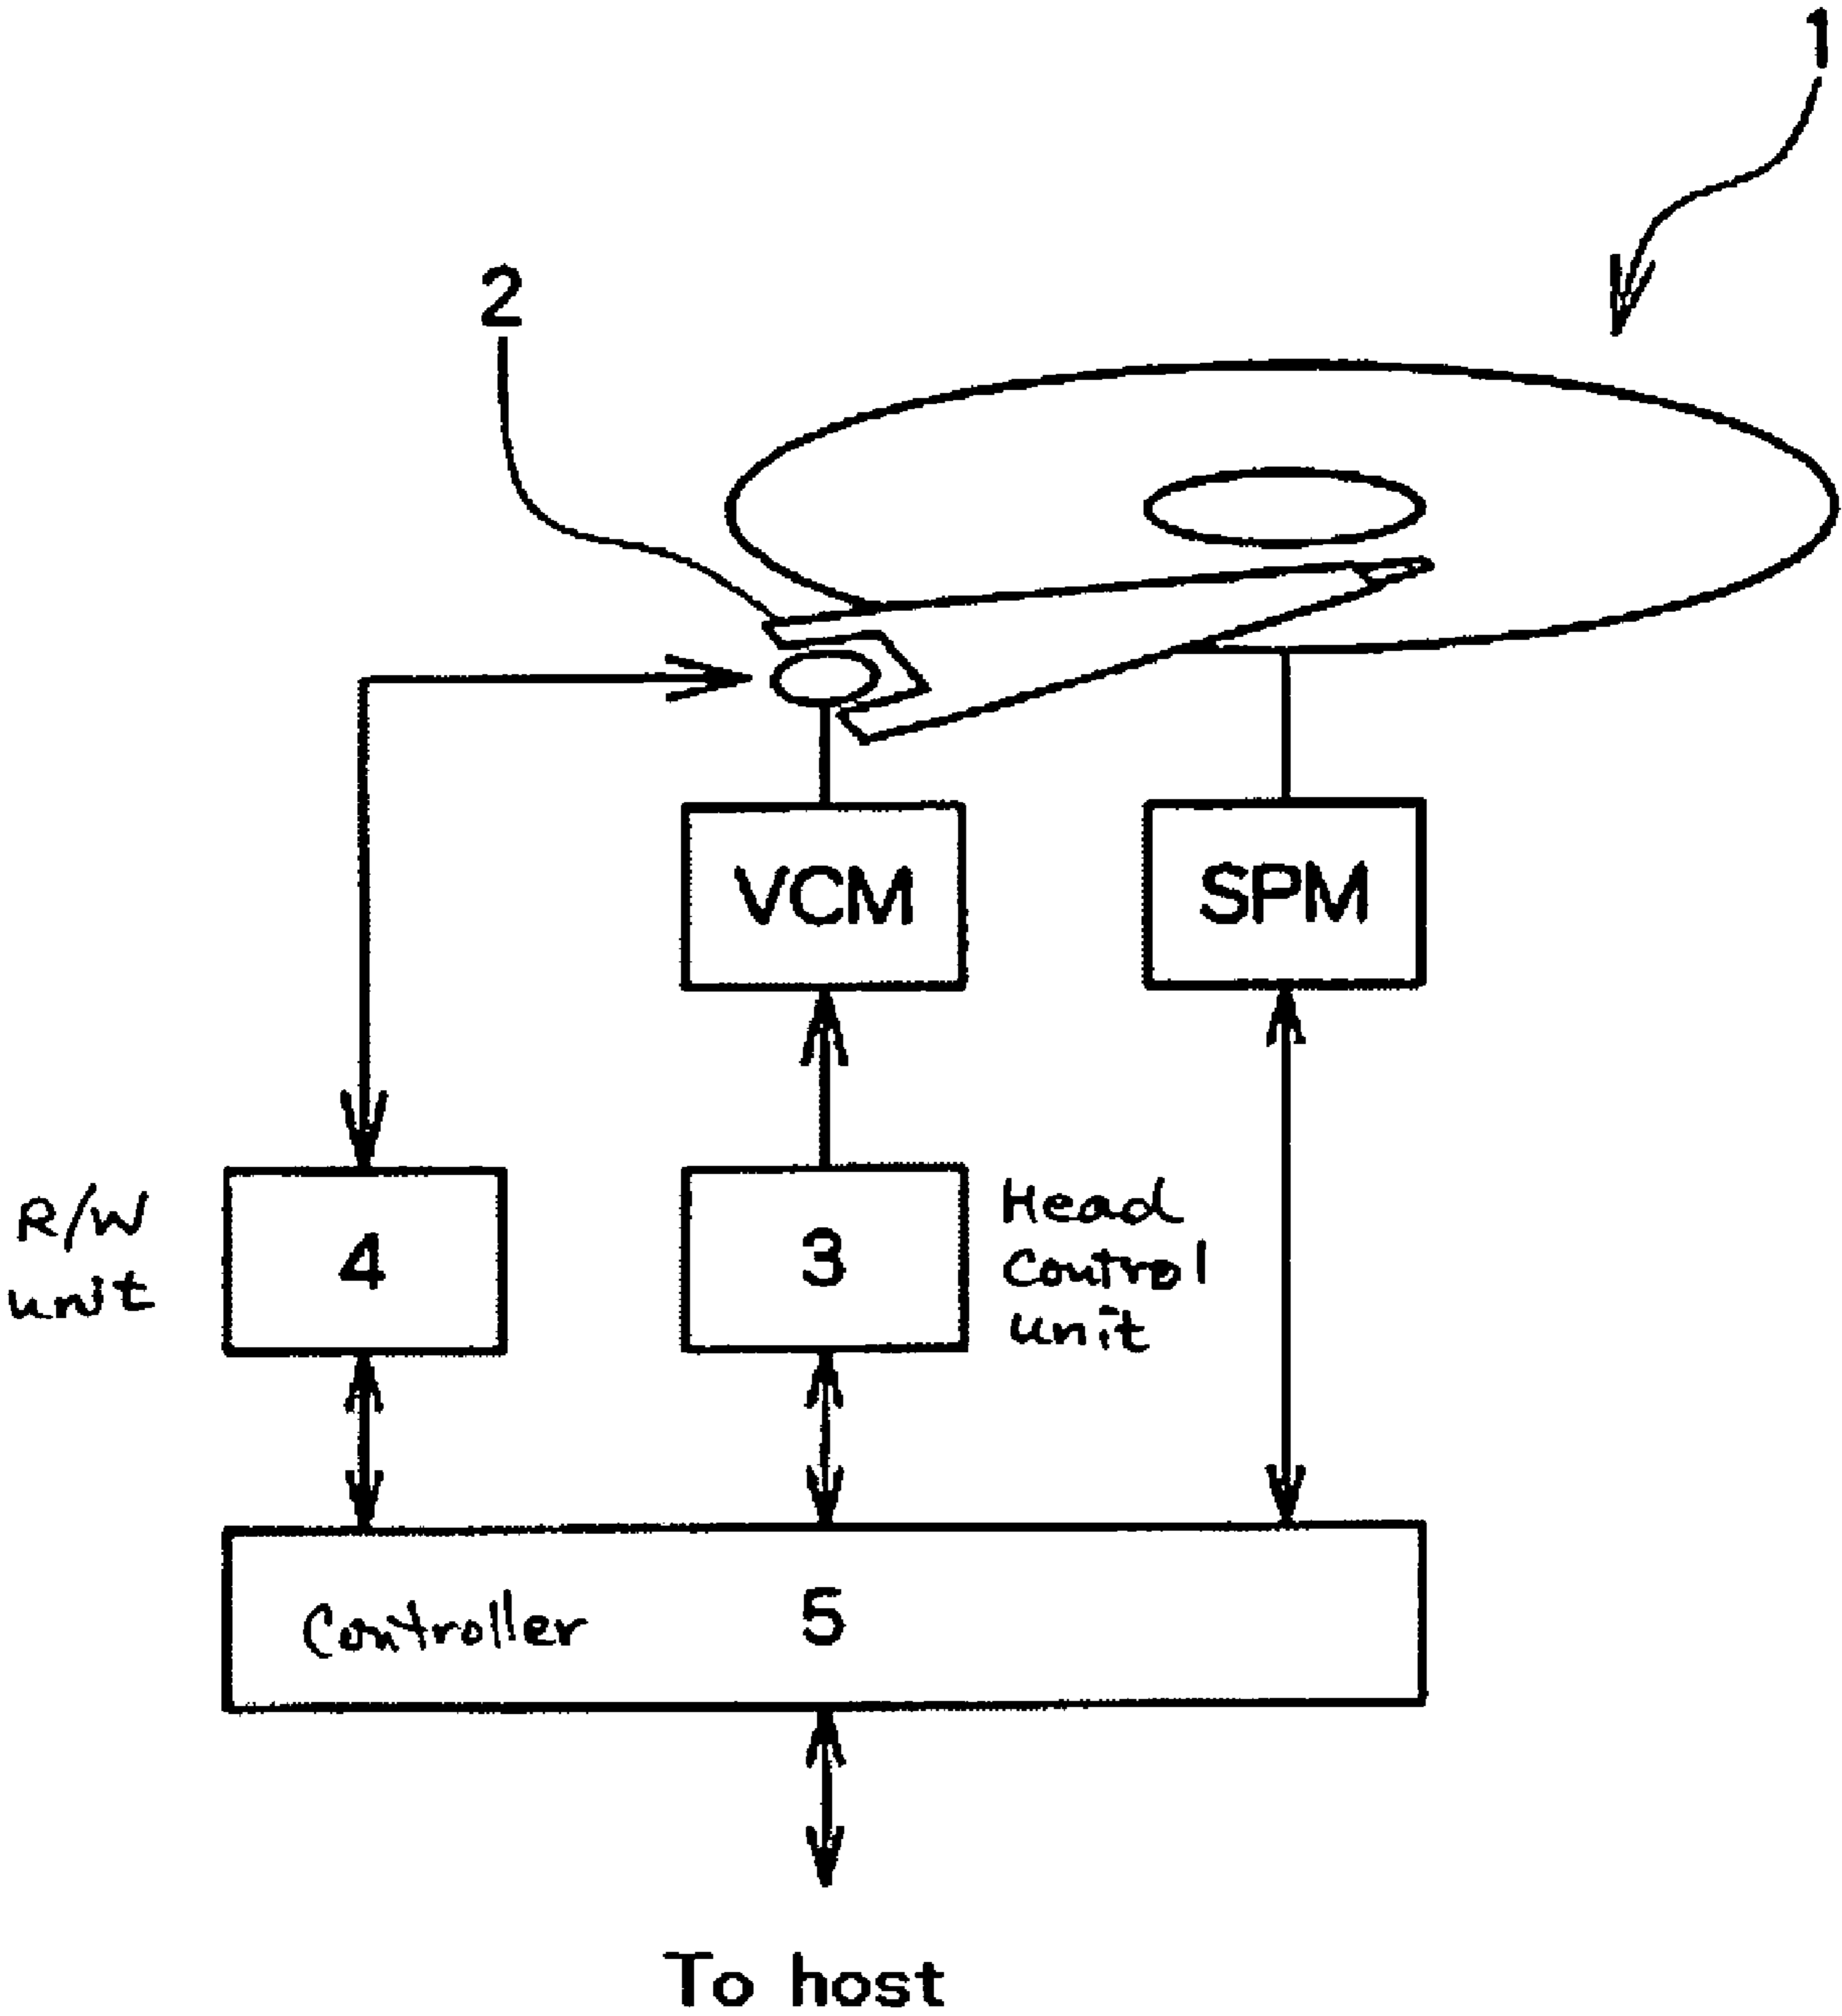 1
2
VCM
SPM
R/W
unit
4
3
Head
control
unit
Controller
5
To host